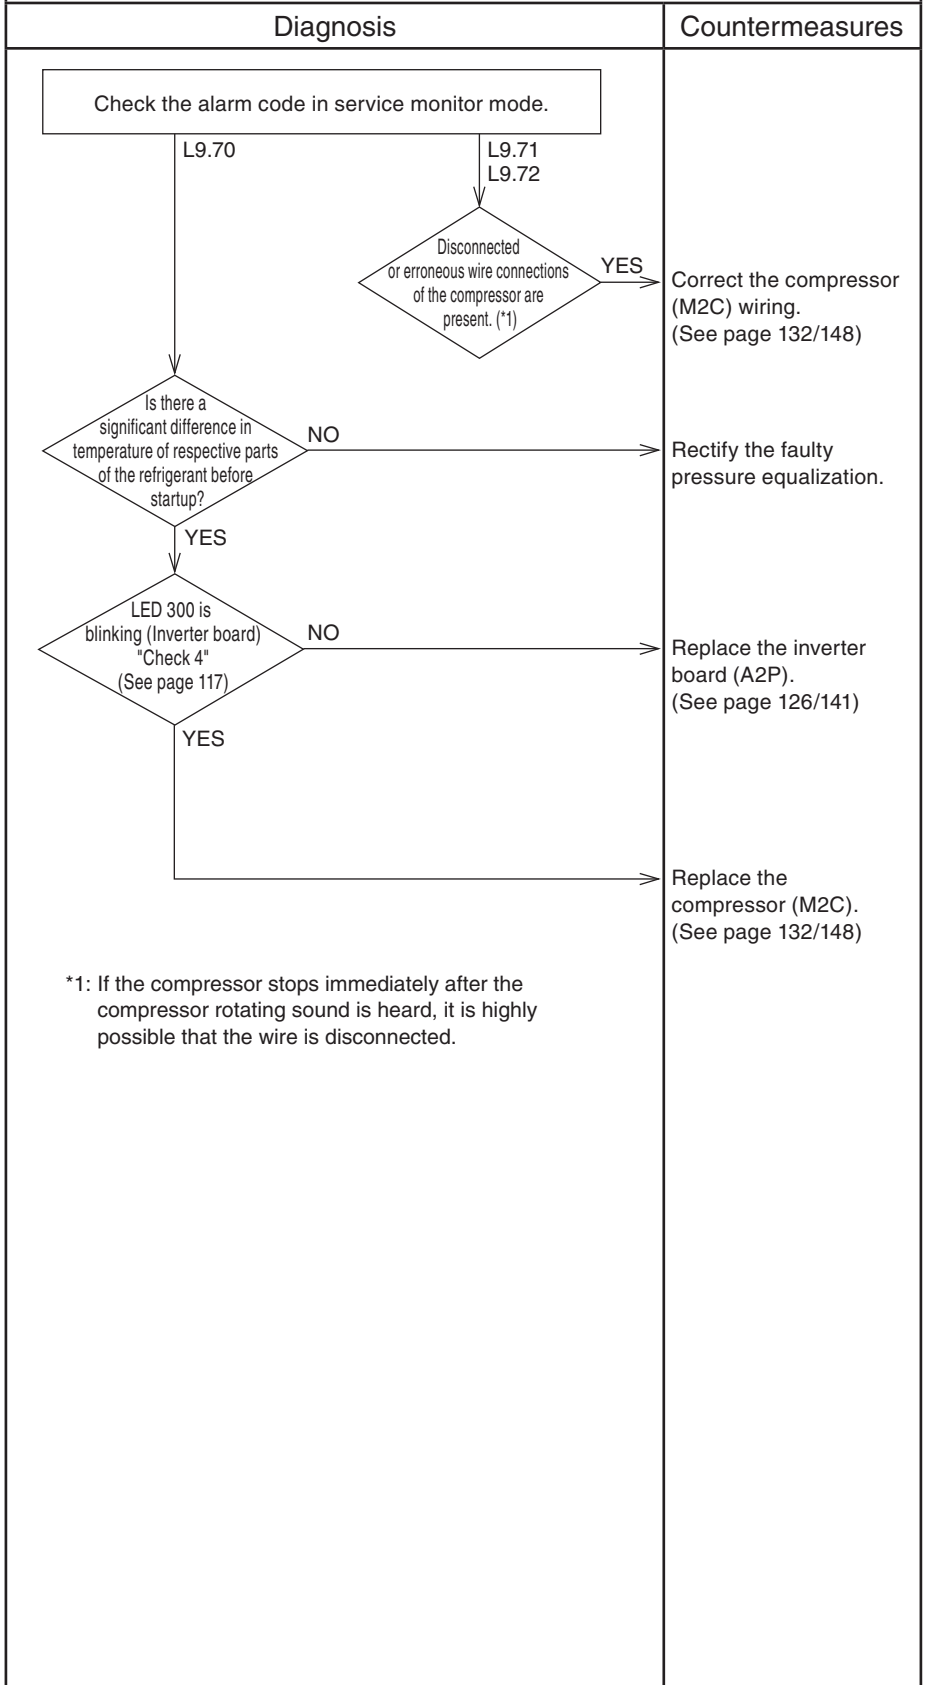 Diagnosis
Countermeasures
Check the alarm code in service monitor mode.
L9.70
L9.71
L9.72
Disconnected
or erroneous wire connections
of the compressor are
present. (*1)
YES
Correct the compressor
(M2C) wiring.
(See page 132/148)
Is there a
significant difference in
temperature of respective parts
of the refrigerant before
startup?
NO
Rectify the faulty
pressure equalization.
YES
LED 300 is
blinking (Inverter board)
"Check 4"
(See page 117)
NO
Replace the inverter
board (A2P).
(See page 126/141)
YES
Replace the
compressor (M2C).
(See page 132/148)
*1: If the compressor stops immediately after the
compressor rotating sound is heard, it is highly
possible that the wire is disconnected.